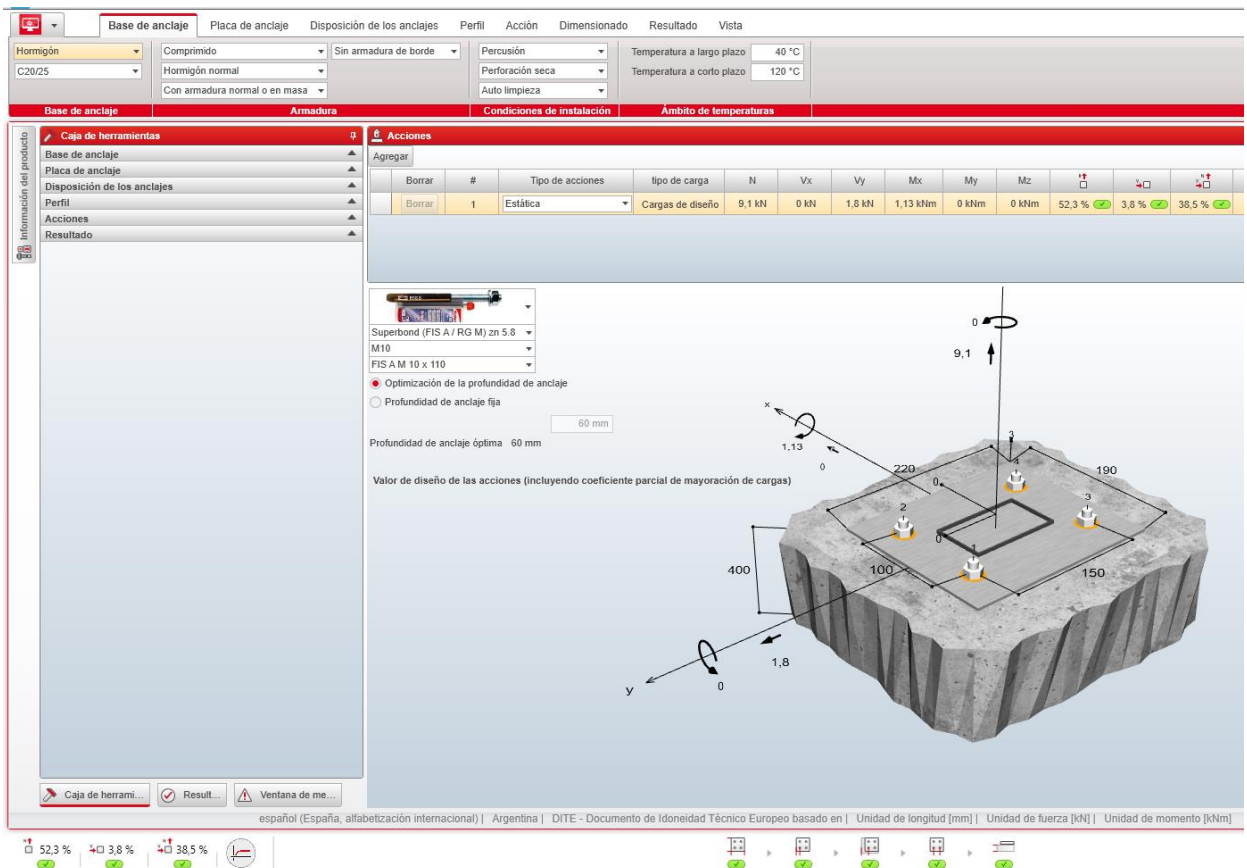 Base de anclaje Placa de anclaje Disposición de los anclajes Perfil Acción Dimensionado Resultado Vista
Hormigón Comprimido Sin armadura de borde Percusión Temperatura a largo plazo 40 °C
C20/25 Hormigón normal Perforación seca Temperatura a corto plazo 120 °C
Con armadura normal o en masa Auto limpieza
Base de anclaje Armadura Condiciones de instalación Ámbito de temperaturas
Información del producto
Caja de herramientas
Base de anclaje
Placa de anclaje
Disposición de los anclajes
Perfil
Acciones
Resultado
Acciones
Agregar
Borrar # Tipo de acciones tipo de carga N Vx Vy Mx My Mz
Borrar 1 Estática Cargas de diseño 9,1 kN 0 kN 1,8 kN 1,13 kNm 0 kNm 0 kNm 52,3 % 3,8 % 38,5 %
Superbond (FIS A / RG M) zn 5.8
M10
FIS A M 10 x 110
Optimización de la profundidad de anclaje
Profundidad de anclaje fija
60 mm
Profundidad de anclaje óptima 60 mm
Valor de diseño de las acciones (incluyendo coeficiente parcial de mayoración de cargas)
0
9,1
x
1,13
0
3
4
220
190
0
2
3
0
1
400
100
150
1,8
y
0
Caja de herrami... Result... Ventana de me...
español (España, alfabetización internacional) | Argentina | DITE - Documento de Idoneidad Técnico Europeo basado en | Unidad de longitud [mm] | Unidad de fuerza [kN] | Unidad de momento [kNm]
52,3 % 3,8 % 38,5 %